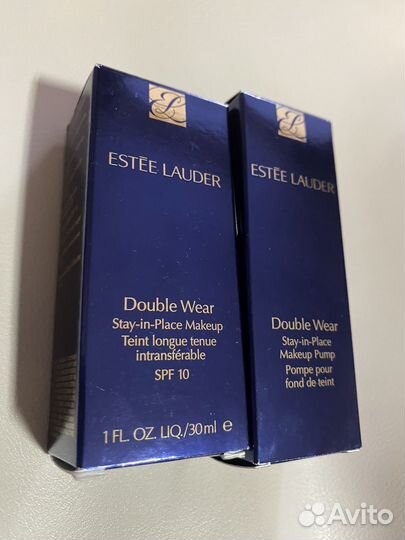 ESTĒE LAUDER
Double Wear
Stay-in-Place Makeup
Teint longue tenue
intransférable
SPF 10
1 FL. OZ. LIQ./30 ml e
ESTĒE LAUDER
Double Wear
Stay-in-Place
Makeup Pump
Pompe pour
fond de teint
Avito